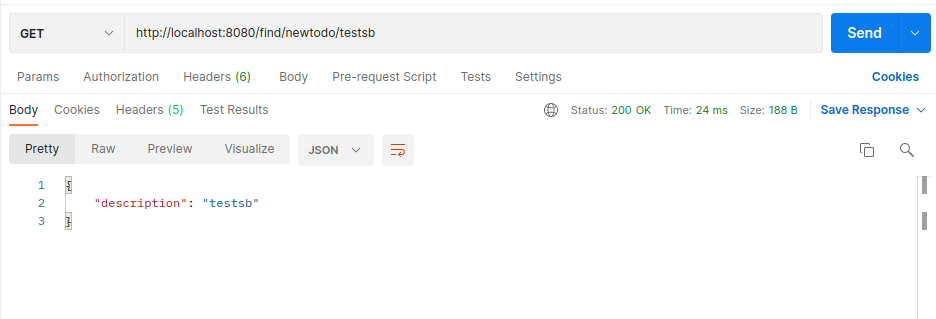 GET http://localhost:8080/find/newtodo/testsb Send
Params Authorization Headers (6) Body Pre-request Script Tests Settings Cookies
Body Cookies Headers (5) Test Results Status: 200 OK Time: 24 ms Size: 188 B Save Response
Pretty Raw Preview Visualize JSON
1 {
2 "description": "testsb"
3 }